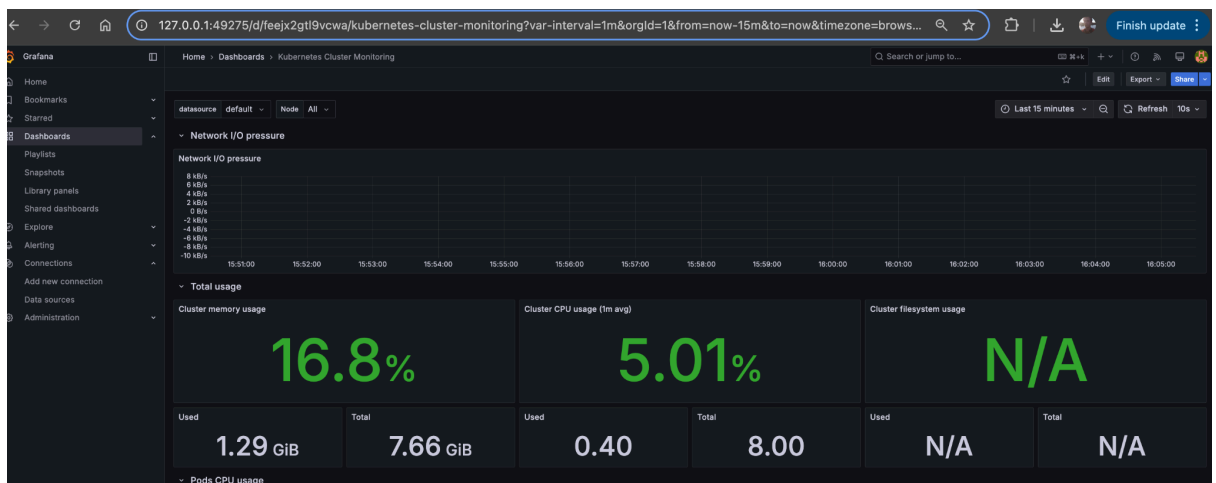 127.0.0.1:49275/d/feejx2gtl9vcwa/kubernetes-cluster-monitoring?var-interval=1m&orgId=1&from=now-15m&to=now&timezone=brows...
Finish update
Grafana
Home > Dashboards > Kubernetes Cluster Monitoring
Search or jump to...
⌘+k
Home
Edit
Export
Share
Bookmarks
datasource default
Node All
Last 15 minutes
Refresh 10s
Starred
Dashboards
Network I/O pressure
Playlists
Network I/O pressure
Snapshots
8 kB/s
6 kB/s
Library panels
4 kB/s
2 kB/s
Shared dashboards
0 B/s
-2 kB/s
Explore
-4 kB/s
-6 kB/s
Alerting
-8 kB/s
-10 kB/s
Connections
15:51:00 15:52:00 15:53:00 15:54:00 15:55:00 15:56:00 15:57:00 15:58:00 15:59:00 16:00:00 16:01:00 16:02:00 16:03:00 16:04:00 16:05:00
Add new connection
Total usage
Data sources
Administration
Cluster memory usage
Cluster CPU usage (1m avg)
Cluster filesystem usage
16.8%
5.01%
N/A
Used
Total
Used
Total
Used
Total
1.29 GiB
7.66 GiB
0.40
8.00
N/A
N/A
Pods CPU usage